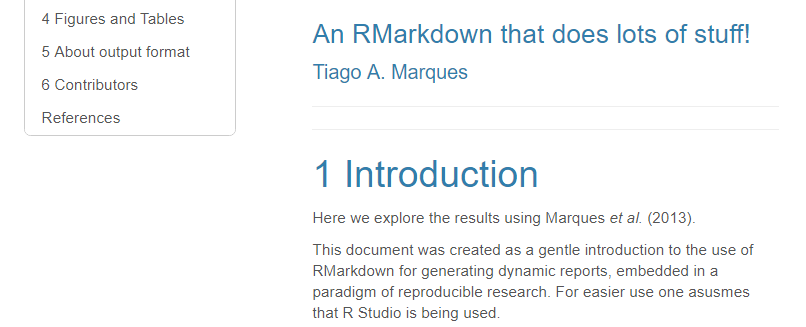 4 Figures and Tables
5 About output format
6 Contributors
References
An RMarkdown that does lots of stuff!
Tiago A. Marques
1 Introduction
Here we explore the results using Marques et al. (2013).
This document was created as a gentle introduction to the use of
RMarkdown for generating dynamic reports, embedded in a
paradigm of reproducible research. For easier use one asusmes
that R Studio is being used.